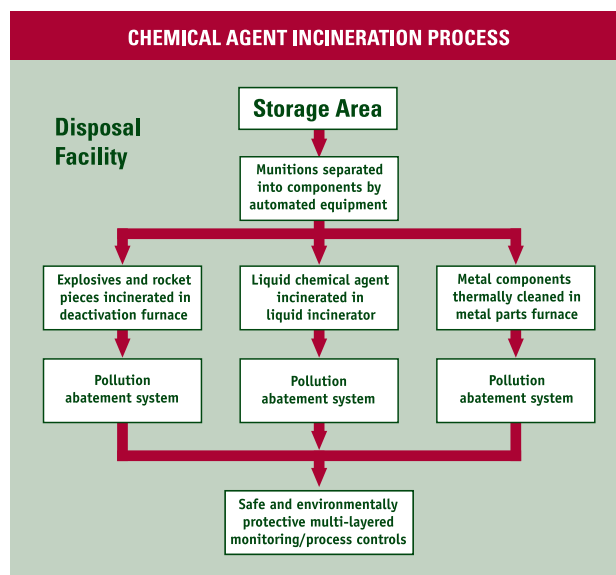 CHEMICAL AGENT INCINERATION PROCESS
Disposal
Facility
Storage Area
Munitions separated
into components by
automated equipment
Explosives and rocket
pieces incinerated in
deactivation furnace
Liquid chemical agent
incinerated in
liquid incinerator
Metal components
thermally cleaned in
metal parts furnace
Pollution
abatement system
Pollution
abatement system
Pollution
abatement system
Safe and environmentally
protective multi-layered
monitoring/process controls